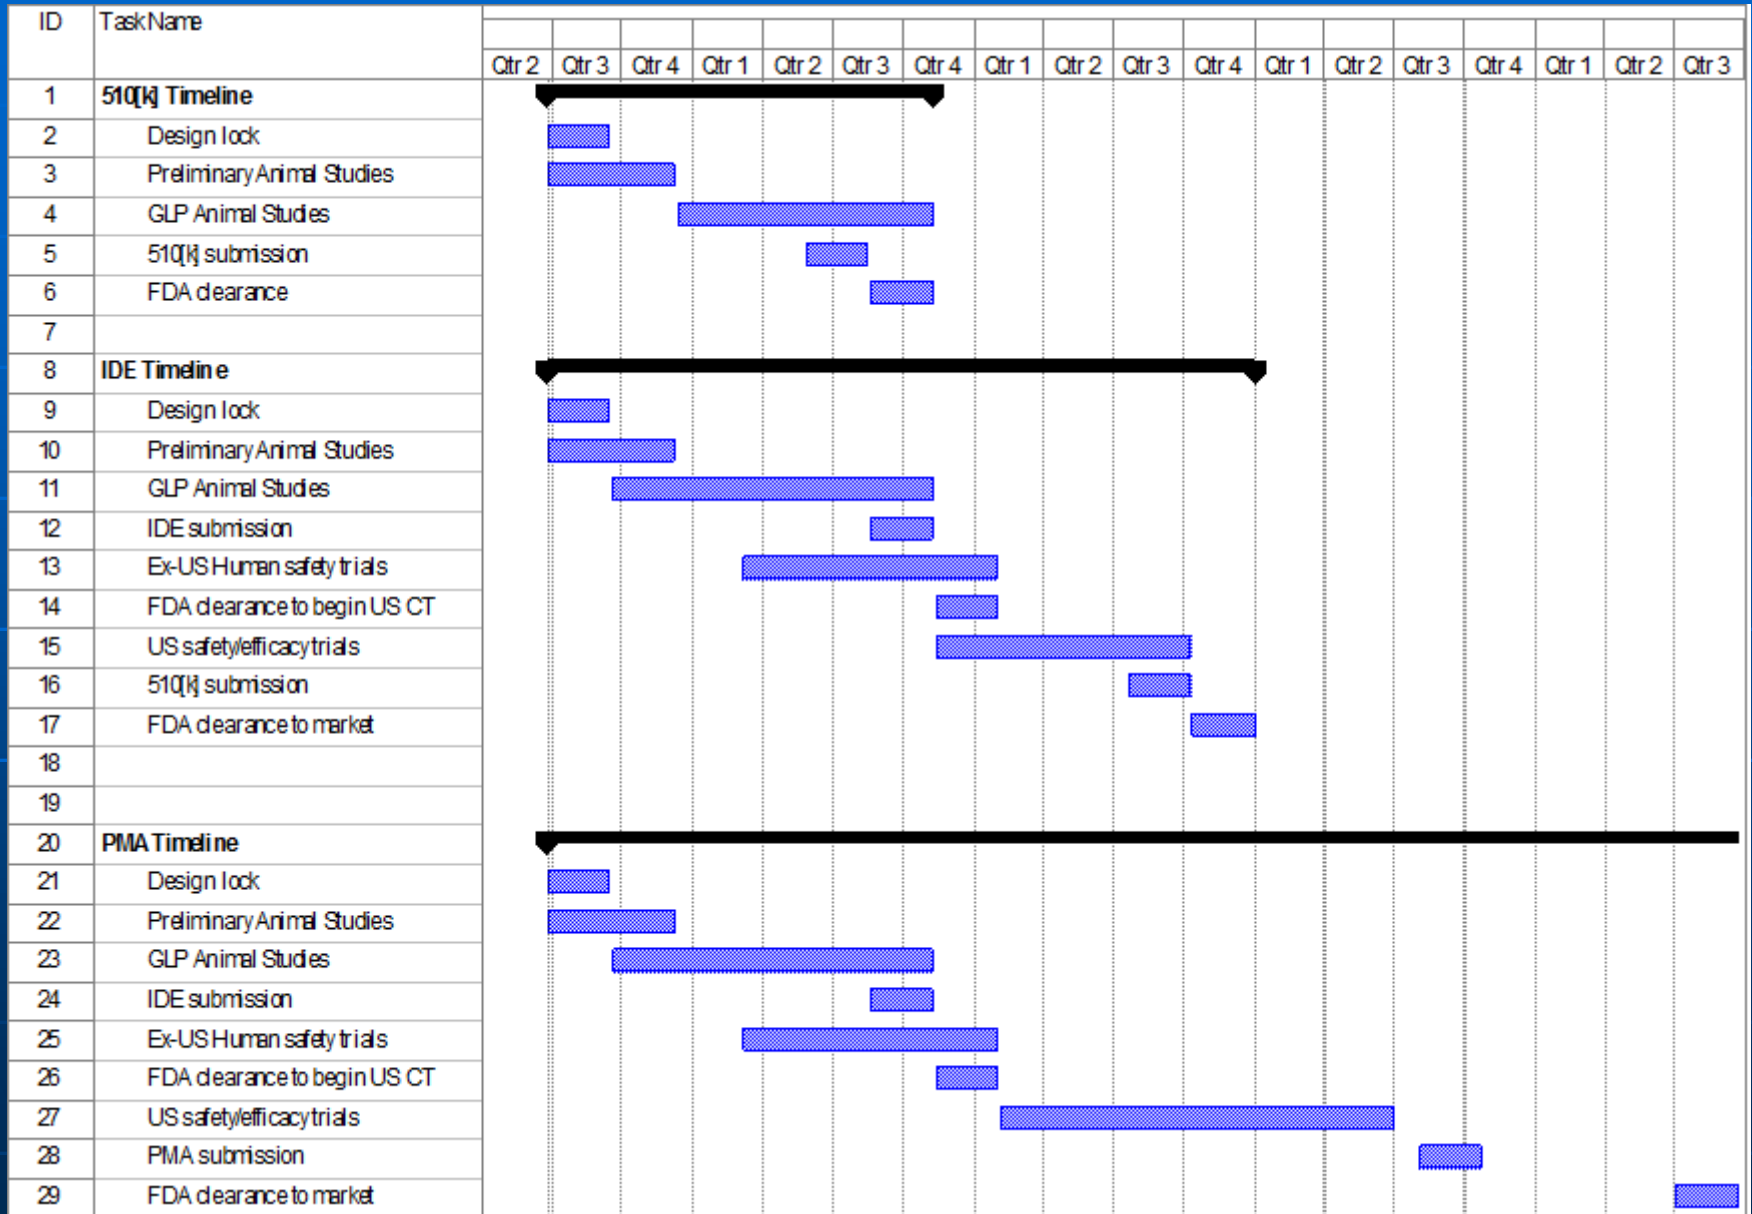 ID Task Name
Qtr 2 Qtr 3 Qtr 4 Qtr 1 Qtr 2 Qtr 3 Qtr 4 Qtr 1 Qtr 2 Qtr 3 Qtr 4 Qtr 1 Qtr 2 Qtr 3 Qtr 4 Qtr 1 Qtr 2 Qtr 3
1 510[k] Timeline
2 Design lock
3 Preliminary Animal Studies
4 GLP Animal Studies
5 510[k] submission
6 FDA clearance
7
8 IDE Timeline
9 Design lock
10 Preliminary Animal Studies
11 GLP Animal Studies
12 IDE submission
13 Ex-US Human safety trials
14 FDA clearance to begin US CT
15 US safety/efficacy trials
16 510[k] submission
17 FDA clearance to market
18
19
20 PMA Timeline
21 Design lock
22 Preliminary Animal Studies
23 GLP Animal Studies
24 IDE submission
25 Ex-US Human safety trials
26 FDA clearance to begin US CT
27 US safety/efficacy trials
28 PMA submission
29 FDA clearance to market